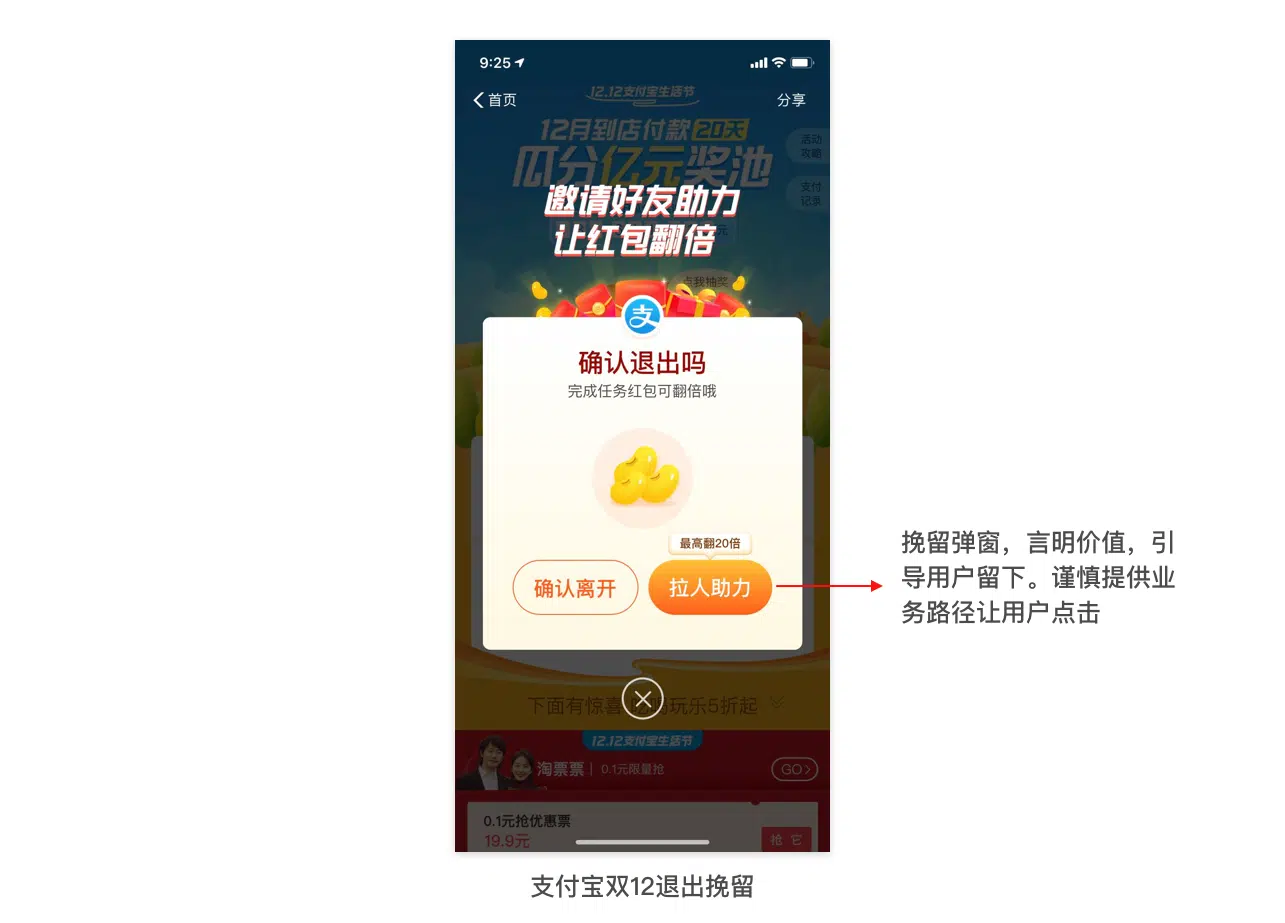 9:25
首页
分享
12.12支付宝生活节
12月到店付款20天
瓜分亿元奖池
活动
攻略
支付
记录
邀请好友助力
让红包翻倍
元
点我抽奖
支
确认退出吗
完成任务红包可翻倍哦
最高翻20倍
确认离开
拉人助力
挽留弹窗，言明价值，引
导用户留下。谨慎提供业
务路径让用户点击
下面有惊喜 吃喝玩乐5折起
12.12支付宝生活节
淘票票 | 0.1元限量抢
GO
0.1元抢优惠票
19.9元
抢它
支付宝双12退出挽留